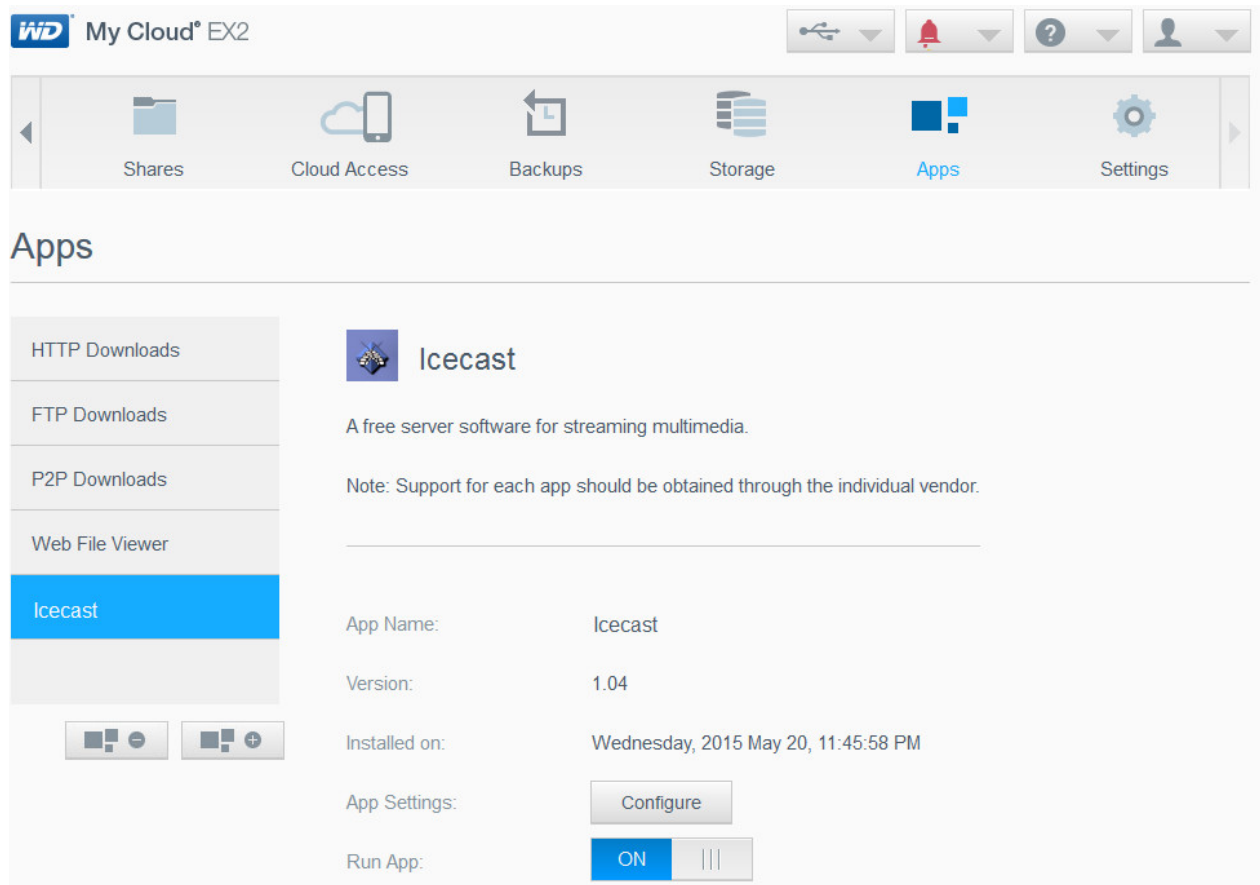 WD My Cloud® EX2
Shares Cloud Access Backups Storage Apps Settings
Apps
HTTP Downloads
FTP Downloads
P2P Downloads
Web File Viewer
Icecast
Icecast
A free server software for streaming multimedia.
Note: Support for each app should be obtained through the individual vendor.
App Name: Icecast
Version: 1.04
Installed on: Wednesday, 2015 May 20, 11:45:58 PM
App Settings: Configure
Run App: ON